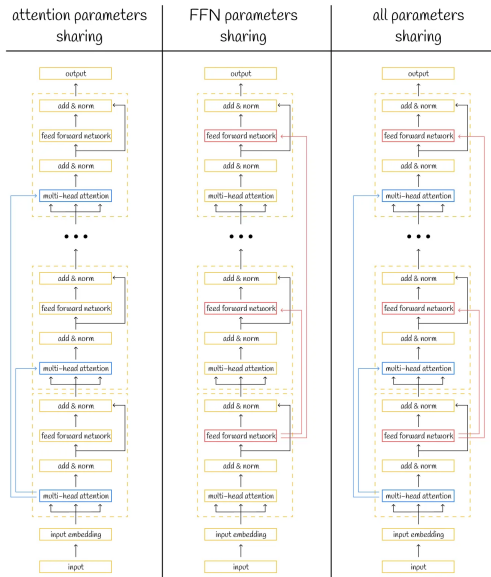 attention parameters
sharing
output
add & norm
feed forward network
add & norm
multi-head attention
• • •
add & norm
feed forward network
add & norm
multi-head attention
add & norm
feed forward network
add & norm
multi-head attention
input embedding
input
FFN parameters
sharing
output
add & norm
feed forward network
add & norm
multi-head attention
• • •
add & norm
feed forward network
add & norm
multi-head attention
add & norm
feed forward network
add & norm
multi-head attention
input embedding
input
all parameters
sharing
output
add & norm
feed forward network
add & norm
multi-head attention
• • •
add & norm
feed forward network
add & norm
multi-head attention
add & norm
feed forward network
add & norm
multi-head attention
input embedding
input